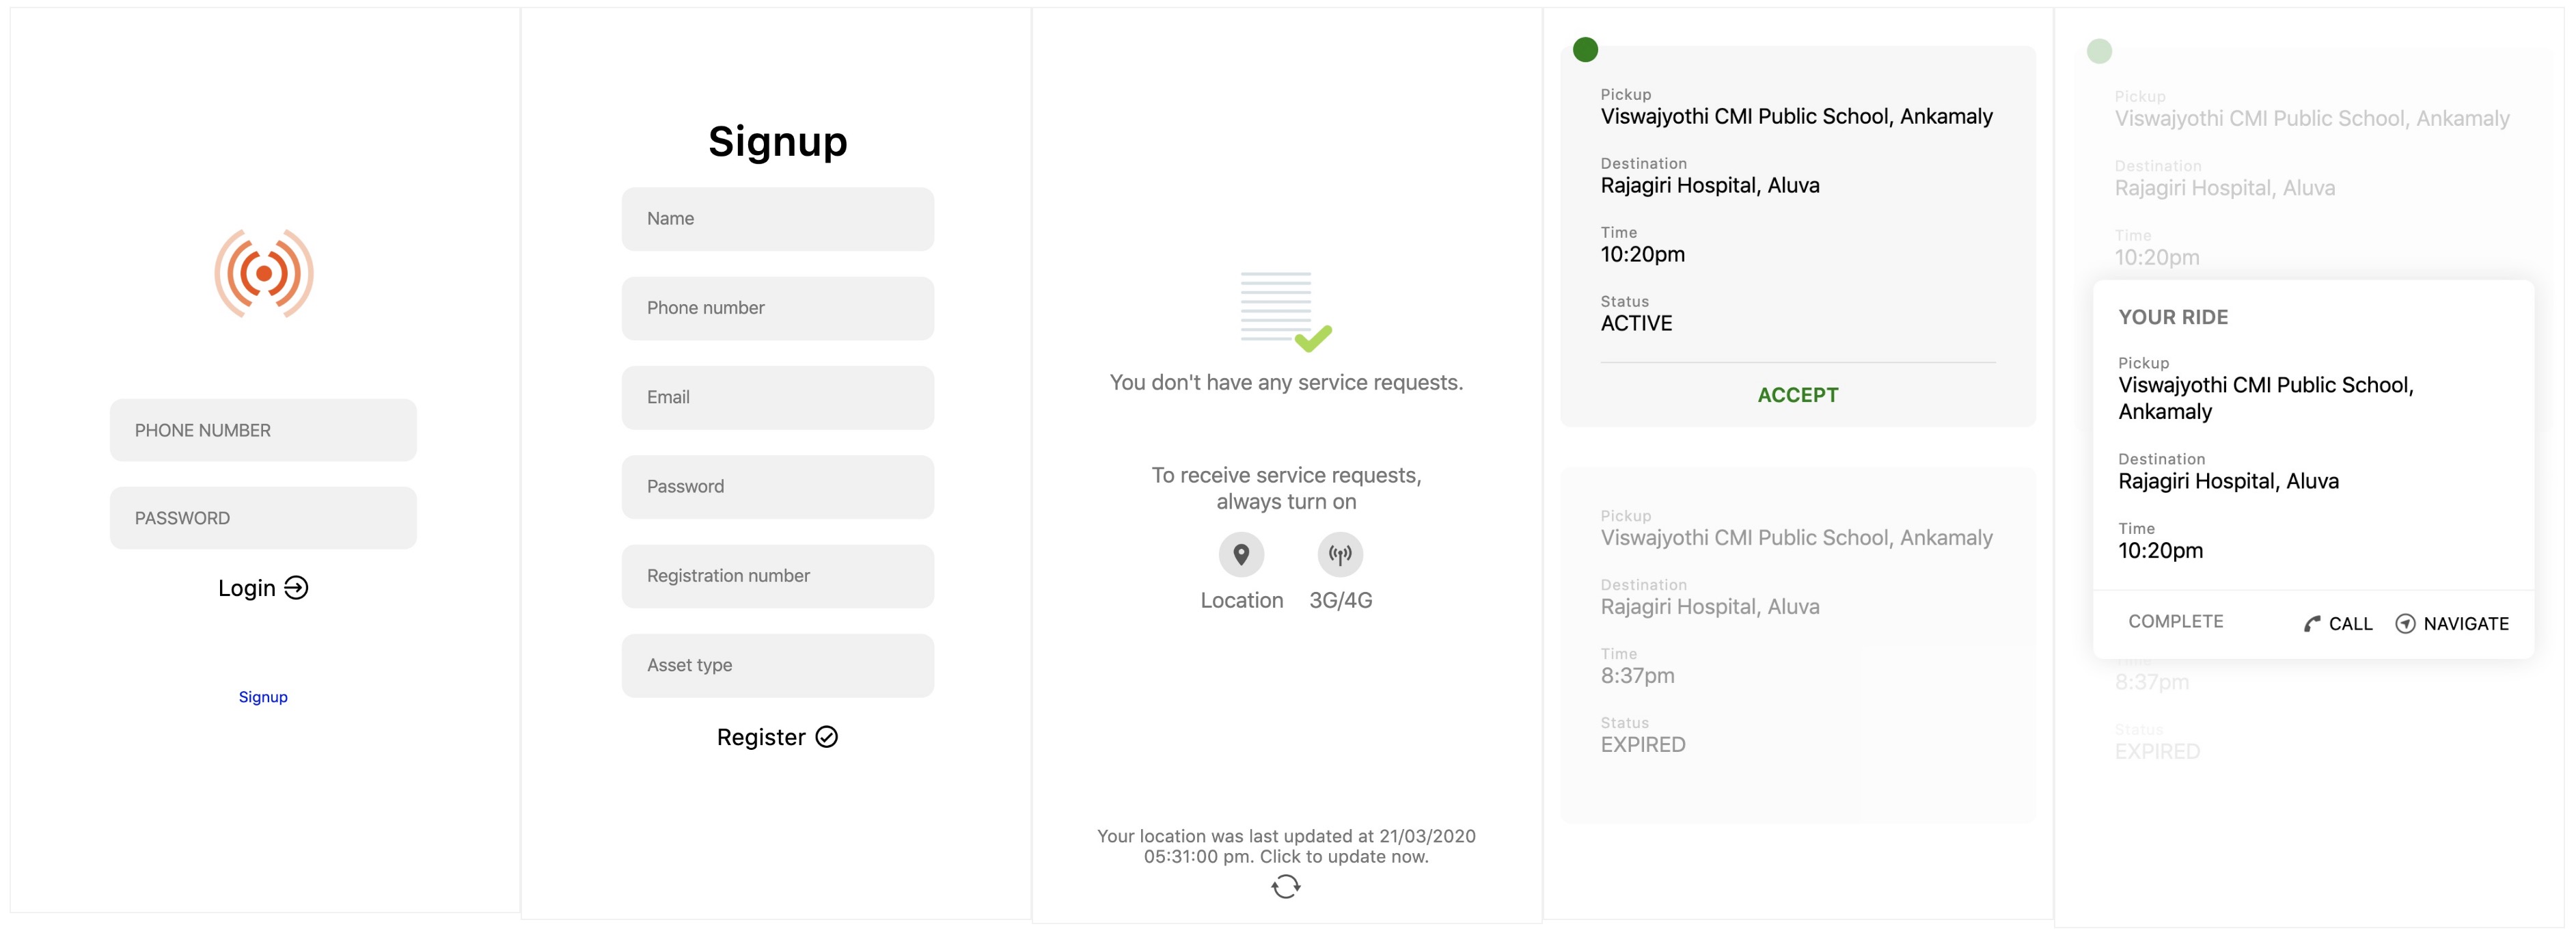 PHONE NUMBER
PASSWORD
Login
Signup
Signup
Name
Phone number
Email
Password
Registration number
Asset type
Register
You don't have any service requests.
To receive service requests,
always turn on
Location
3G/4G
Your location was last updated at 21/03/2020
05:31:00 pm. Click to update now.
Pickup
Viswajyothi CMI Public School, Ankamaly
Destination
Rajagiri Hospital, Aluva
Time
10:20pm
Status
ACTIVE
ACCEPT
Pickup
Viswajyothi CMI Public School, Ankamaly
Destination
Rajagiri Hospital, Aluva
Time
8:37pm
Status
EXPIRED
Pickup
Viswajyothi CMI Public School, Ankamaly
Destination
Rajagiri Hospital, Aluva
Time
10:20pm
YOUR RIDE
Pickup
Viswajyothi CMI Public School,
Ankamaly
Destination
Rajagiri Hospital, Aluva
Time
10:20pm
COMPLETE
CALL
NAVIGATE
Time
8:37pm
Status
EXPIRED